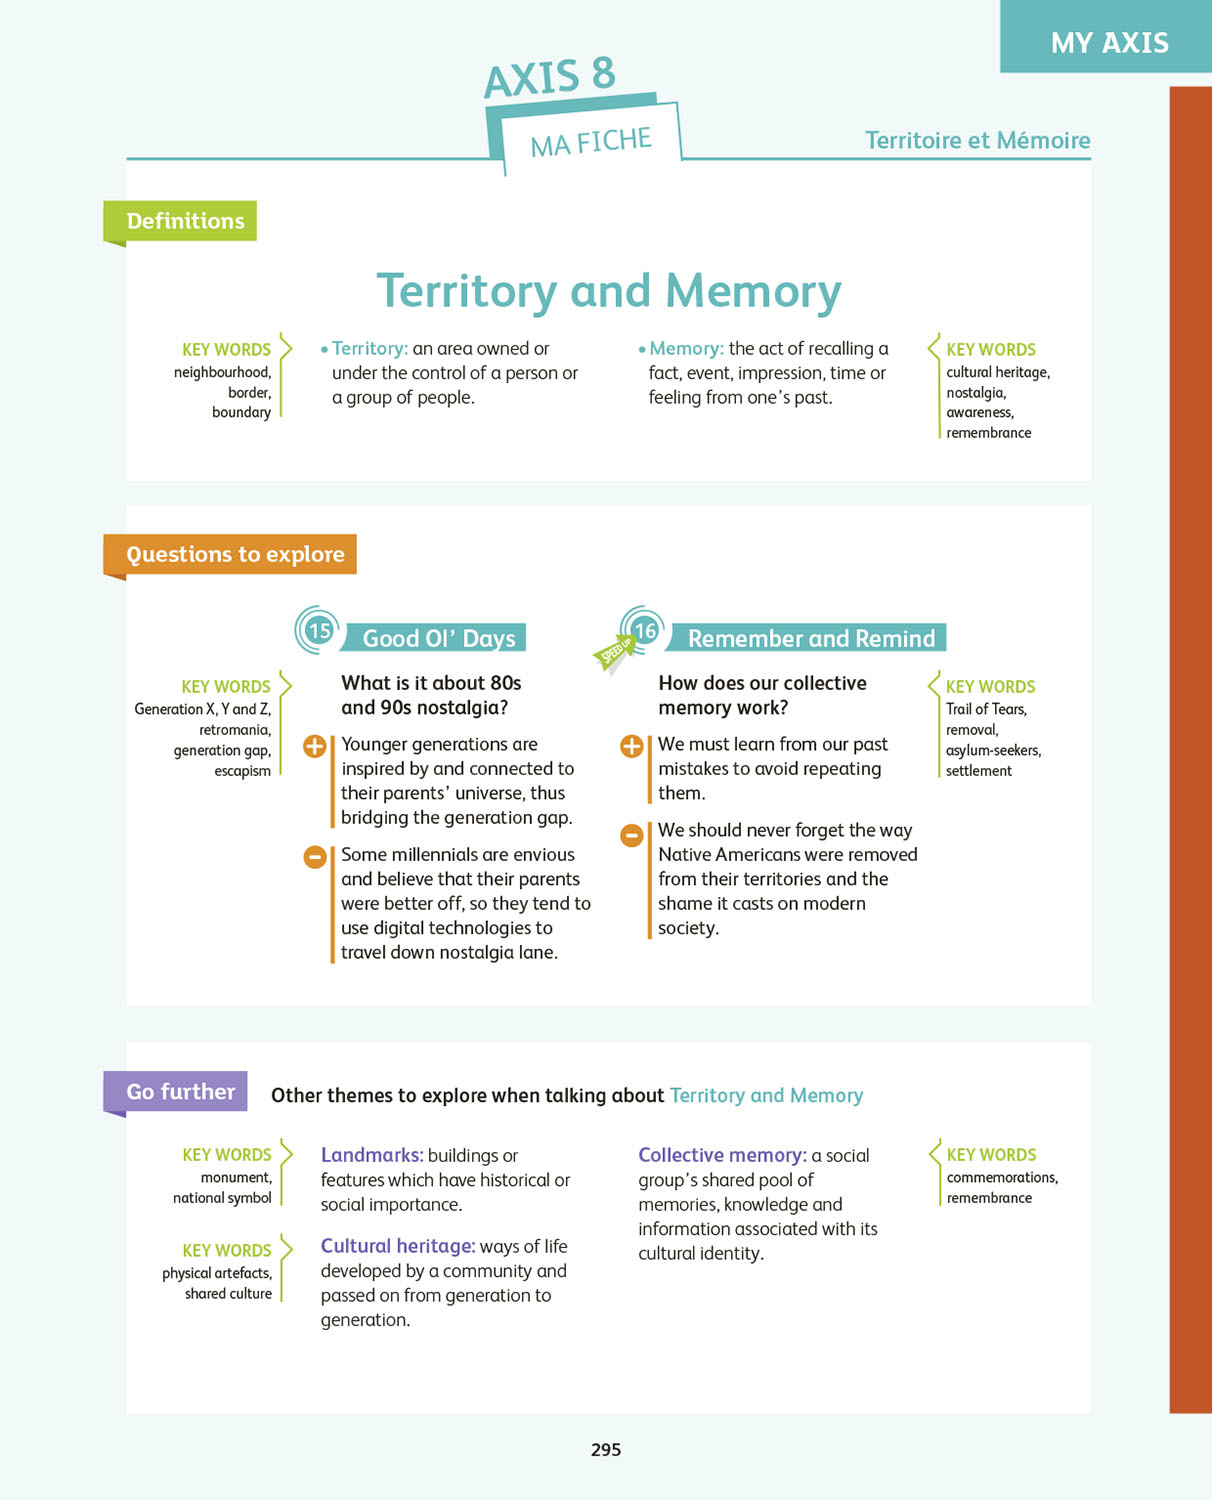 MY AXIS
AXIS 8
MA FICHE
Territoire et Mémoire
Definitions
Territory and Memory
KEY WORDS
neighbourhood,
border,
boundary
• Territory: an area owned or
under the control of a person or
a group of people.
• Memory: the act of recalling a
fact, event, impression, time or
feeling from one's past.
KEY WORDS
cultural heritage,
nostalgia,
awareness,
remembrance
Questions to explore
15 Good Ol' Days
KEY WORDS
Generation X, Y and Z,
retromania,
generation gap,
escapism
What is it about 80s
and 90s nostalgia?
+ Younger generations are
inspired by and connected to
their parents' universe, thus
bridging the generation gap.
- Some millennials are envious
and believe that their parents
were better off, so they tend to
use digital technologies to
travel down nostalgia lane.
SPEED UP
16 Remember and Remind
How does our collective
memory work?
+ We must learn from our past
mistakes to avoid repeating
them.
- We should never forget the way
Native Americans were removed
from their territories and the
shame it casts on modern
society.
KEY WORDS
Trail of Tears,
removal,
asylum-seekers,
settlement
Go further
Other themes to explore when talking about Territory and Memory
KEY WORDS
monument,
national symbol
Landmarks: buildings or
features which have historical or
social importance.
KEY WORDS
physical artefacts,
shared culture
Cultural heritage: ways of life
developed by a community and
passed on from generation to
generation.
Collective memory: a social
group's shared pool of
memories, knowledge and
information associated with its
cultural identity.
KEY WORDS
commemorations,
remembrance
295